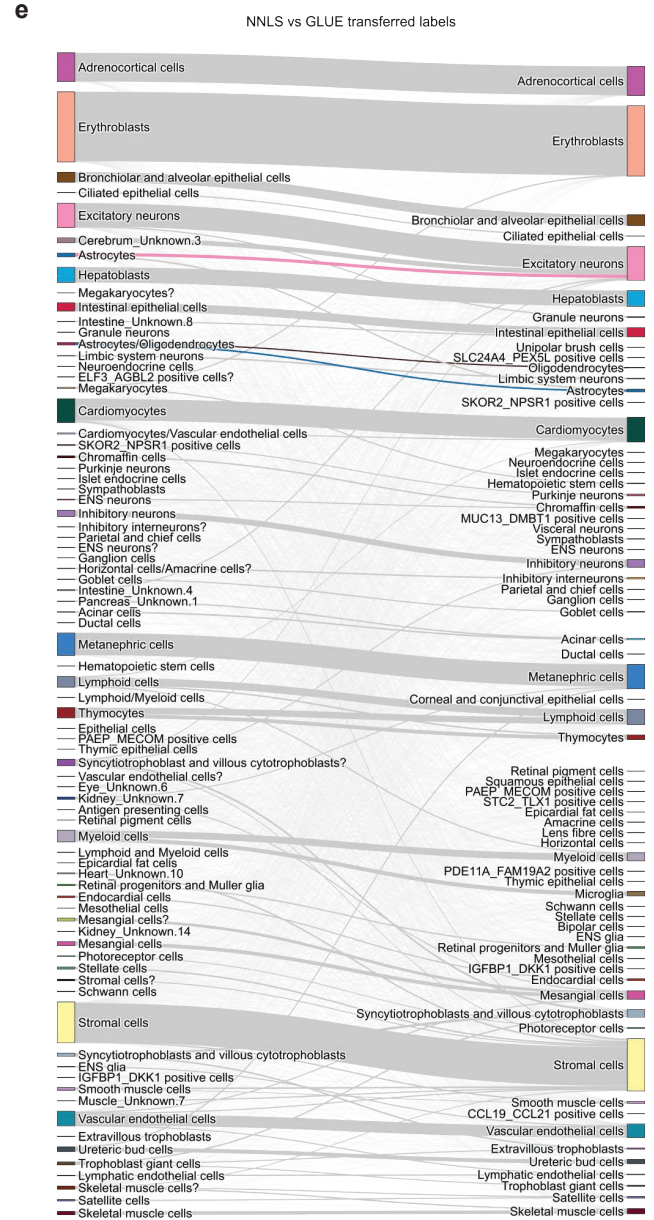 e
NNLS vs GLUE transferred labels
Adrenocortical cells
Erythroblasts
Bronchiolar and alveolar epithelial cells
Ciliated epithelial cells
Excitatory neurons
Cerebrum_Unknown.3
Astrocytes
Hepatoblasts
Megakaryocytes?
Intestinal epithelial cells
Intestine_Unknown.8
Granule neurons
Astrocytes/Oligodendrocytes
Limbic system neurons
Neuroendocrine cells
ELF3_AGBL2 positive cells?
Megakaryocytes
Cardiomyocytes
Cardiomyocytes/Vascular endothelial cells
SKOR2_NPSR1 positive cells
Chromaffin cells
Purkinje neurons
Islet endocrine cells
Sympathoblasts
ENS neurons
Inhibitory neurons
Inhibitory interneurons?
Parietal and chief cells
ENS neurons?
Ganglion cells
Horizontal cells/Amacrine cells?
Goblet cells
Intestine_Unknown.4
Pancreas_Unknown.1
Acinar cells
Ductal cells
Metanephric cells
Hematopoietic stem cells
Lymphoid cells
Lymphoid/Myeloid cells
Thymocytes
Epithelial cells
PAEP_MECOM positive cells
Thymic epithelial cells
Syncytiotrophoblast and villous cytotrophoblasts?
Vascular endothelial cells?
Eye_Unknown.6
Kidney_Unknown.7
Antigen presenting cells
Retinal pigment cells
Myeloid cells
Lymphoid and Myeloid cells
Epicardial fat cells
Heart_Unknown.10
Retinal progenitors and Muller glia
Endocardial cells
Mesothelial cells
Mesangial cells?
Kidney_Unknown.14
Mesangial cells
Photoreceptor cells
Stellate cells
Stromal cells?
Schwann cells
Stromal cells
Syncytiotrophoblasts and villous cytotrophoblasts
ENS glia
IGFBP1_DKK1 positive cells
Smooth muscle cells
Muscle_Unknown.7
Vascular endothelial cells
Extravillous trophoblasts
Ureteric bud cells
Trophoblast giant cells
Lymphatic endothelial cells
Skeletal muscle cells?
Satellite cells
Skeletal muscle cells
Adrenocortical cells
Erythroblasts
Bronchiolar and alveolar epithelial cells
Ciliated epithelial cells
Excitatory neurons
Hepatoblasts
Granule neurons
Intestinal epithelial cells
Unipolar brush cells
SLC24A4_PEX5L positive cells
Oligodendrocytes
Limbic system neurons
Astrocytes
SKOR2_NPSR1 positive cells
Cardiomyocytes
Megakaryocytes
Neuroendocrine cells
Islet endocrine cells
Hematopoietic stem cells
Purkinje neurons
Chromaffin cells
MUC13_DMBT1 positive cells
Visceral neurons
Sympathoblasts
ENS neurons
Inhibitory neurons
Inhibitory interneurons
Parietal and chief cells
Ganglion cells
Goblet cells
Acinar cells
Ductal cells
Metanephric cells
Corneal and conjunctival epithelial cells
Lymphoid cells
Thymocytes
Retinal pigment cells
Squamous epithelial cells
PAEP_MECOM positive cells
STC2_TLX1 positive cells
Epicardial fat cells
Amacrine cells
Lens fibre cells
Horizontal cells
Myeloid cells
PDE11A_FAM19A2 positive cells
Thymic epithelial cells
Microglia
Schwann cells
Stellate cells
Bipolar cells
ENS glia
Retinal progenitors and Muller glia
Mesothelial cells
IGFBP1_DKK1 positive cells
Endocardial cells
Mesangial cells
Syncytiotrophoblasts and villous cytotrophoblasts
Photoreceptor cells
Stromal cells
Smooth muscle cells
CCL19_CCL21 positive cells
Vascular endothelial cells
Extravillous trophoblasts
Ureteric bud cells
Lymphatic endothelial cells
Trophoblast giant cells
Satellite cells
Skeletal muscle cells